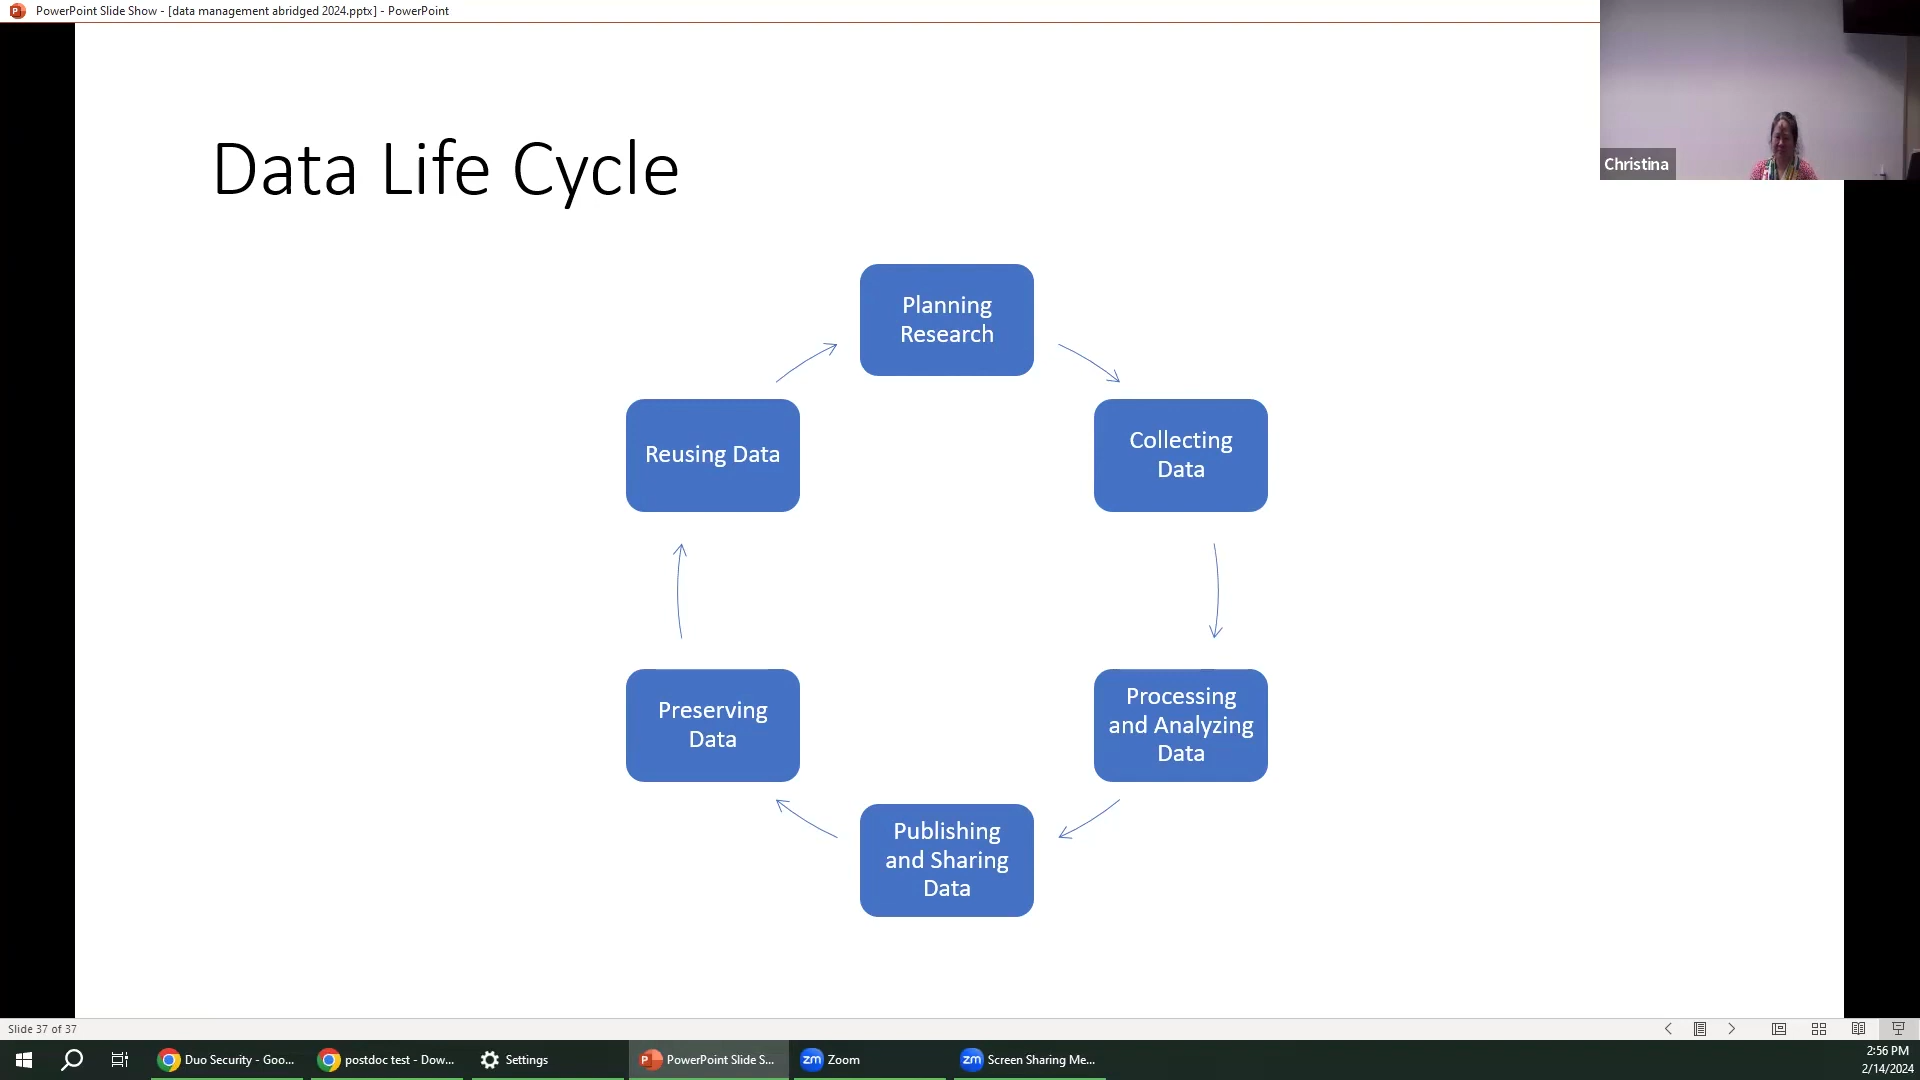 PowerPoint Slide Show - [data management abridged 2024.pptx] - PowerPoint
Christina
Data Life Cycle
Planning
Research
Collecting
Data
Processing
and Analyzing
Data
Publishing
and Sharing
Data
Preserving
Data
Reusing Data
Slide 37 of 37
Duo Security - Goo...
postdoc test - Dow...
Settings
PowerPoint Slide S...
zm Zoom
zm Screen Sharing Me...
2:56 PM
2/14/2024